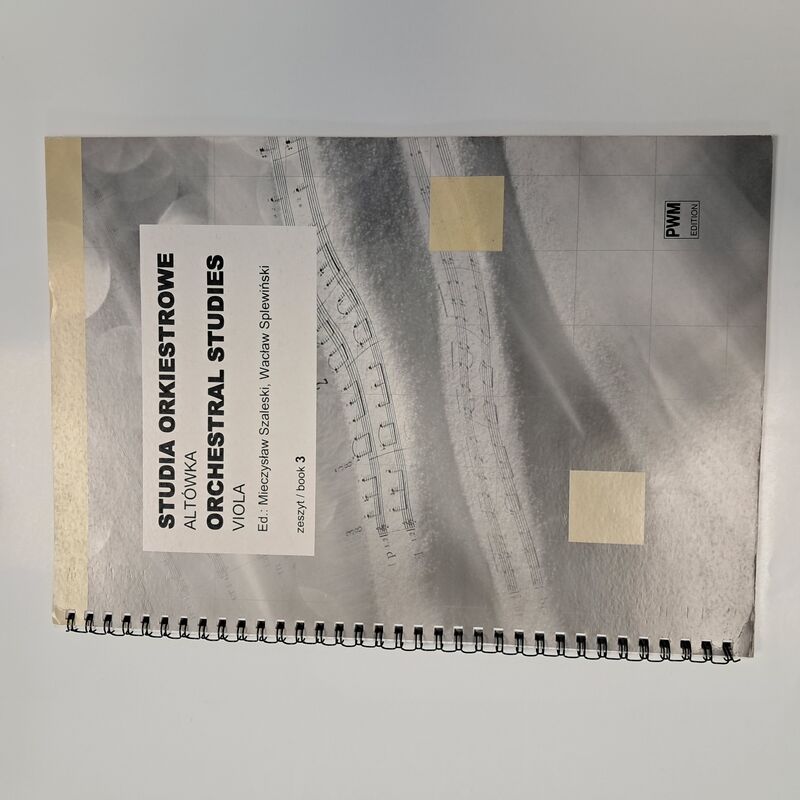 STUDIA ORKIESTROWE
ALTÓWKA
ORCHESTRAL STUDIES
VIOLA
Ed.: Mieczysław Szaleski, Wacław Splewiński
zeszyt / book 3
PWM
EDITION